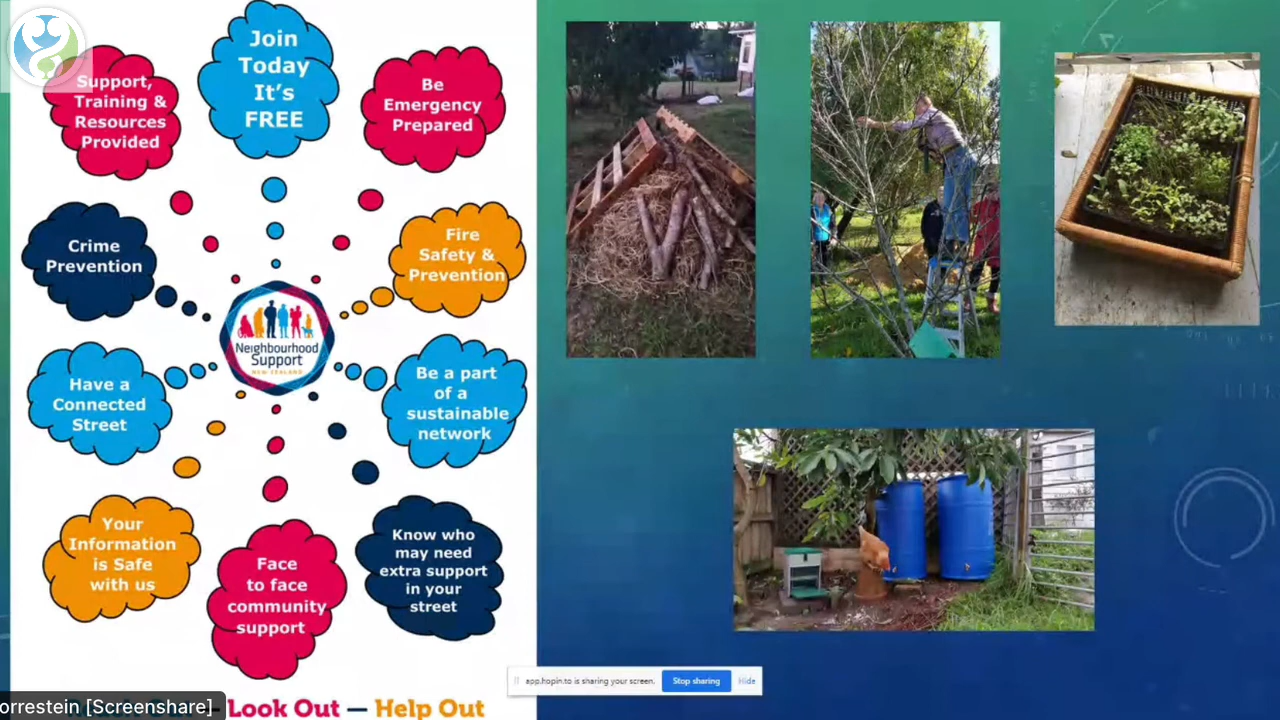 Join
Today
It's
FREE
Support,
Training &
Resources
Provided
Be
Emergency
Prepared
Crime
Prevention
Fire
Safety &
Prevention
Neighbourhood
Support
NEW ZEALAND
Have a
Connected
Street
Be a part
of a
sustainable
network
Your
Information
is Safe
with us
Face
to face
community
support
Know who
may need
extra support
in your
street
app.hopin.to is sharing your screen.
Stop sharing
Hide
orrestein [Screenshare]
Look Out — Help Out